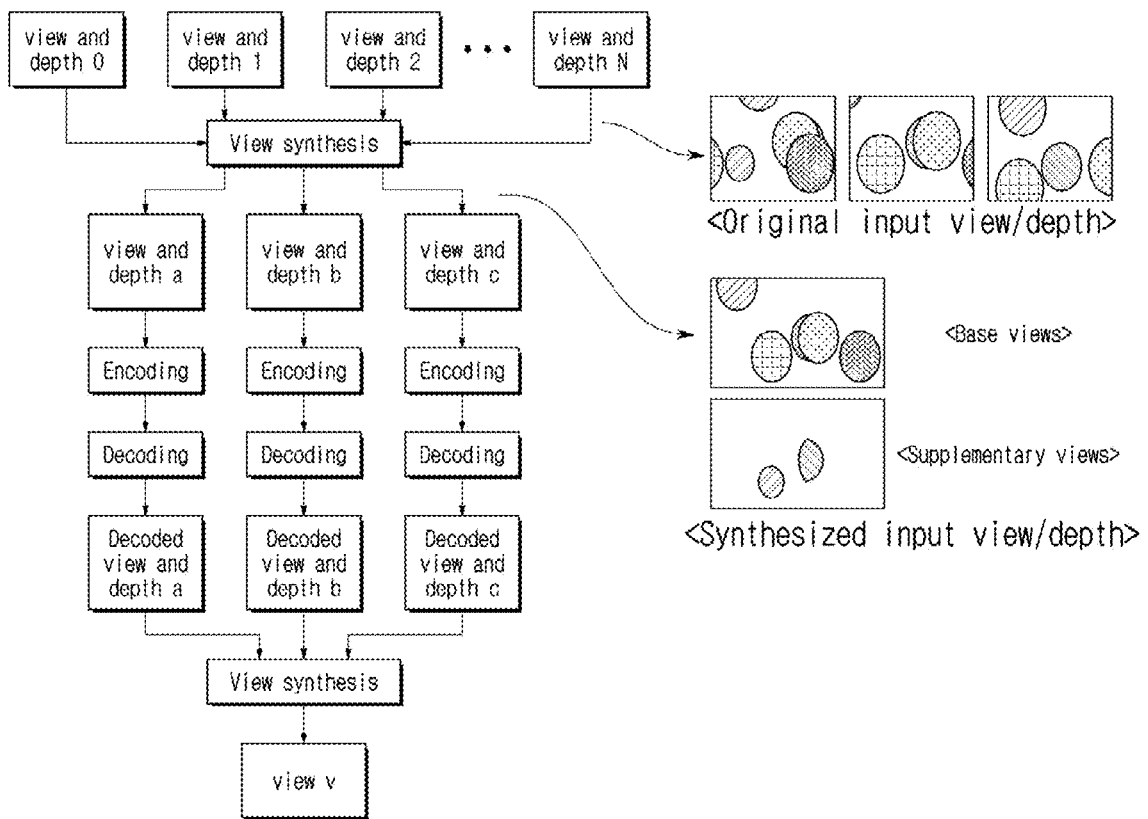 view and
depth 0
view and
depth 1
view and
depth 2
view and
depth N
View synthesis
<Original input view/depth>
view and
depth a
view and
depth b
view and
depth c
<Base views>
Encoding
Encoding
Encoding
Decoding
Decoding
Decoding
<Supplementary views>
<Synthesized input view/depth>
Decoded
view and
depth a
Decoded
view and
depth b
Decoded
view and
depth c
View synthesis
view v